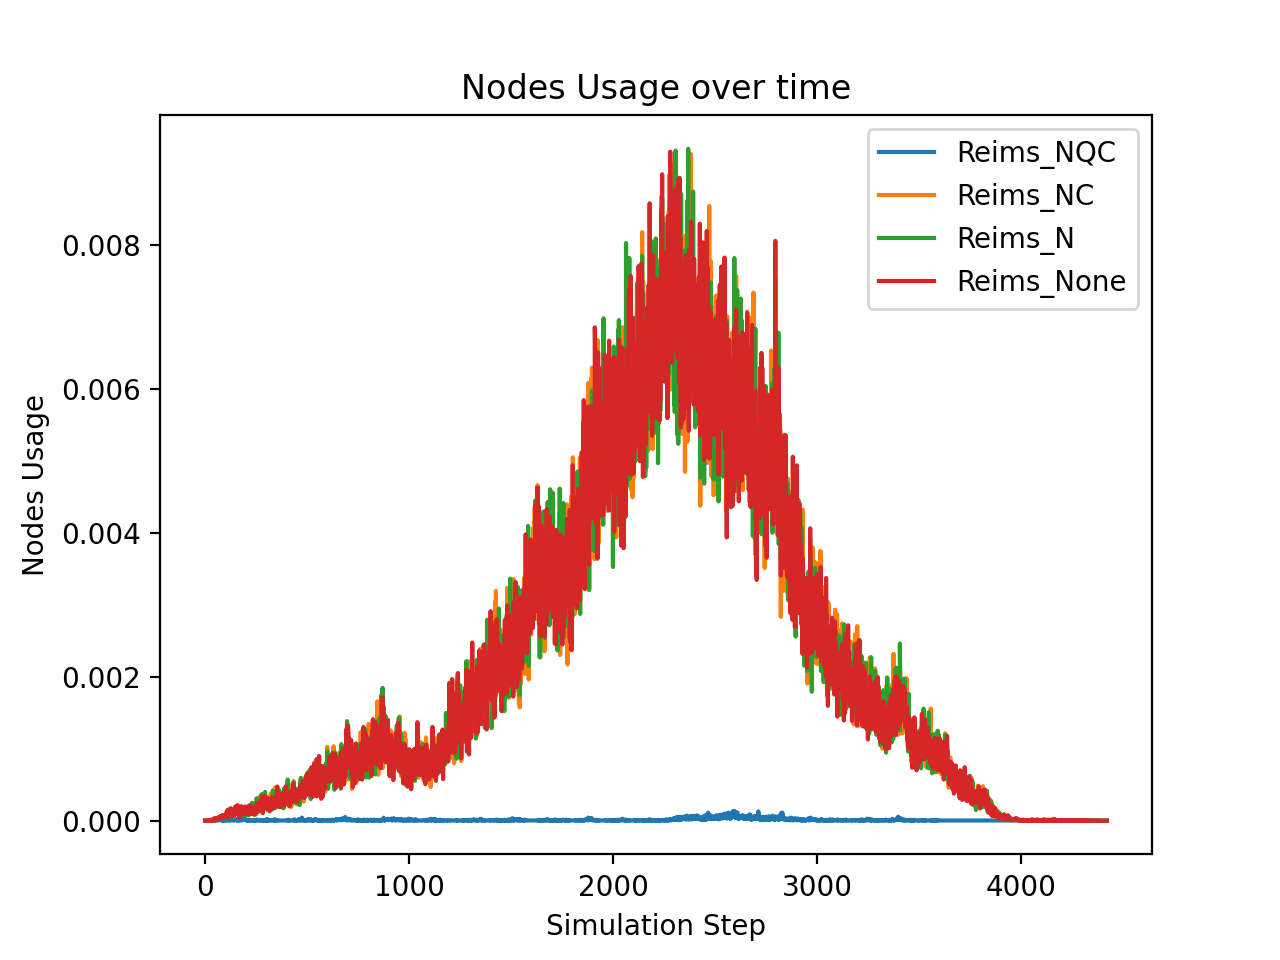 Nodes Usage over time
Reims_NQC
Reims_NC
Reims_N
Reims_None
Nodes Usage
0.008
0.006
0.004
0.002
0.000
0 1000 2000 3000 4000
Simulation Step